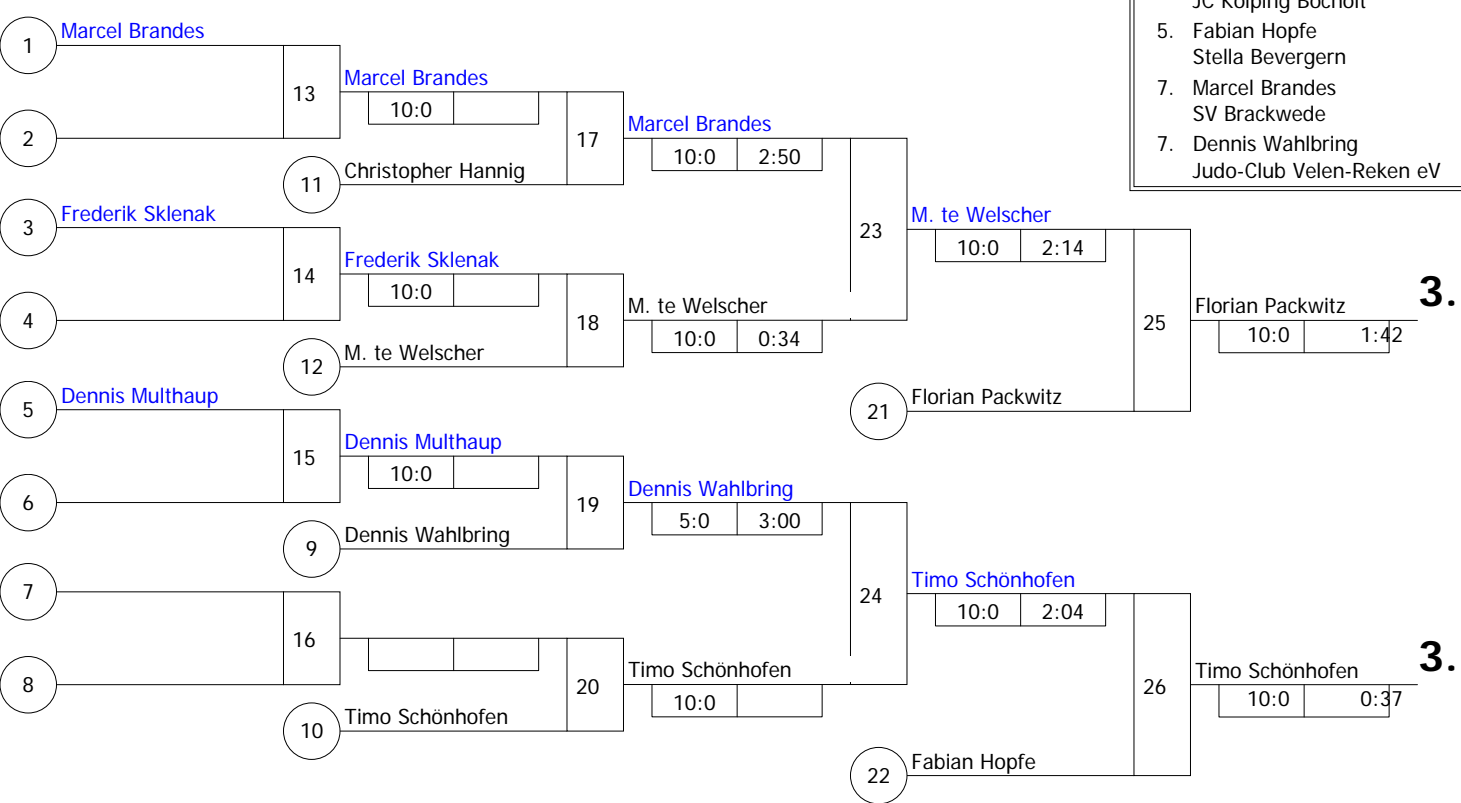 JC Kolping Bocholt
5. Fabian Hopfe
Stella Bevergern
7. Marcel Brandes
SV Brackwede
7. Dennis Wahlbring
Judo-Club Velen-Reken eV
1 Marcel Brandes
2
13 Marcel Brandes
10:0
11 Christopher Hannig
17 Marcel Brandes
10:0 2:50
3 Frederik Sklenak
4
14 Frederik Sklenak
10:0
12 M. te Welscher
18 M. te Welscher
10:0 0:34
23 M. te Welscher
10:0 2:14
21 Florian Packwitz
25 Florian Packwitz 3.
10:0 1:42
5 Dennis Multhaup
6
15 Dennis Multhaup
10:0
9 Dennis Wahlbring
19 Dennis Wahlbring
5:0 3:00
7
8
16
10 Timo Schönhofen
20 Timo Schönhofen
10:0
24 Timo Schönhofen
10:0 2:04
22 Fabian Hopfe
26 Timo Schönhofen 3.
10:0 0:37